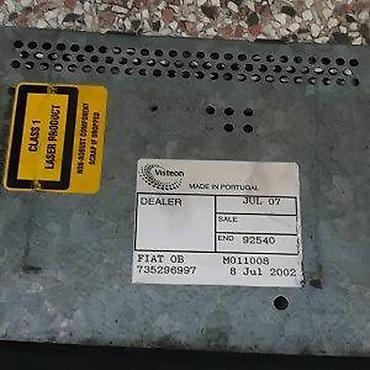 CLASS 1
LASER PRODUCT
NON-ROBUST COMPONENT
SCRAP IF DROPPED
Visteon
MADE IN PORTUGAL
DEALER
JUL 07
SALE
END 92540
FIAT OB M011008
735296997 8 Jul 2002